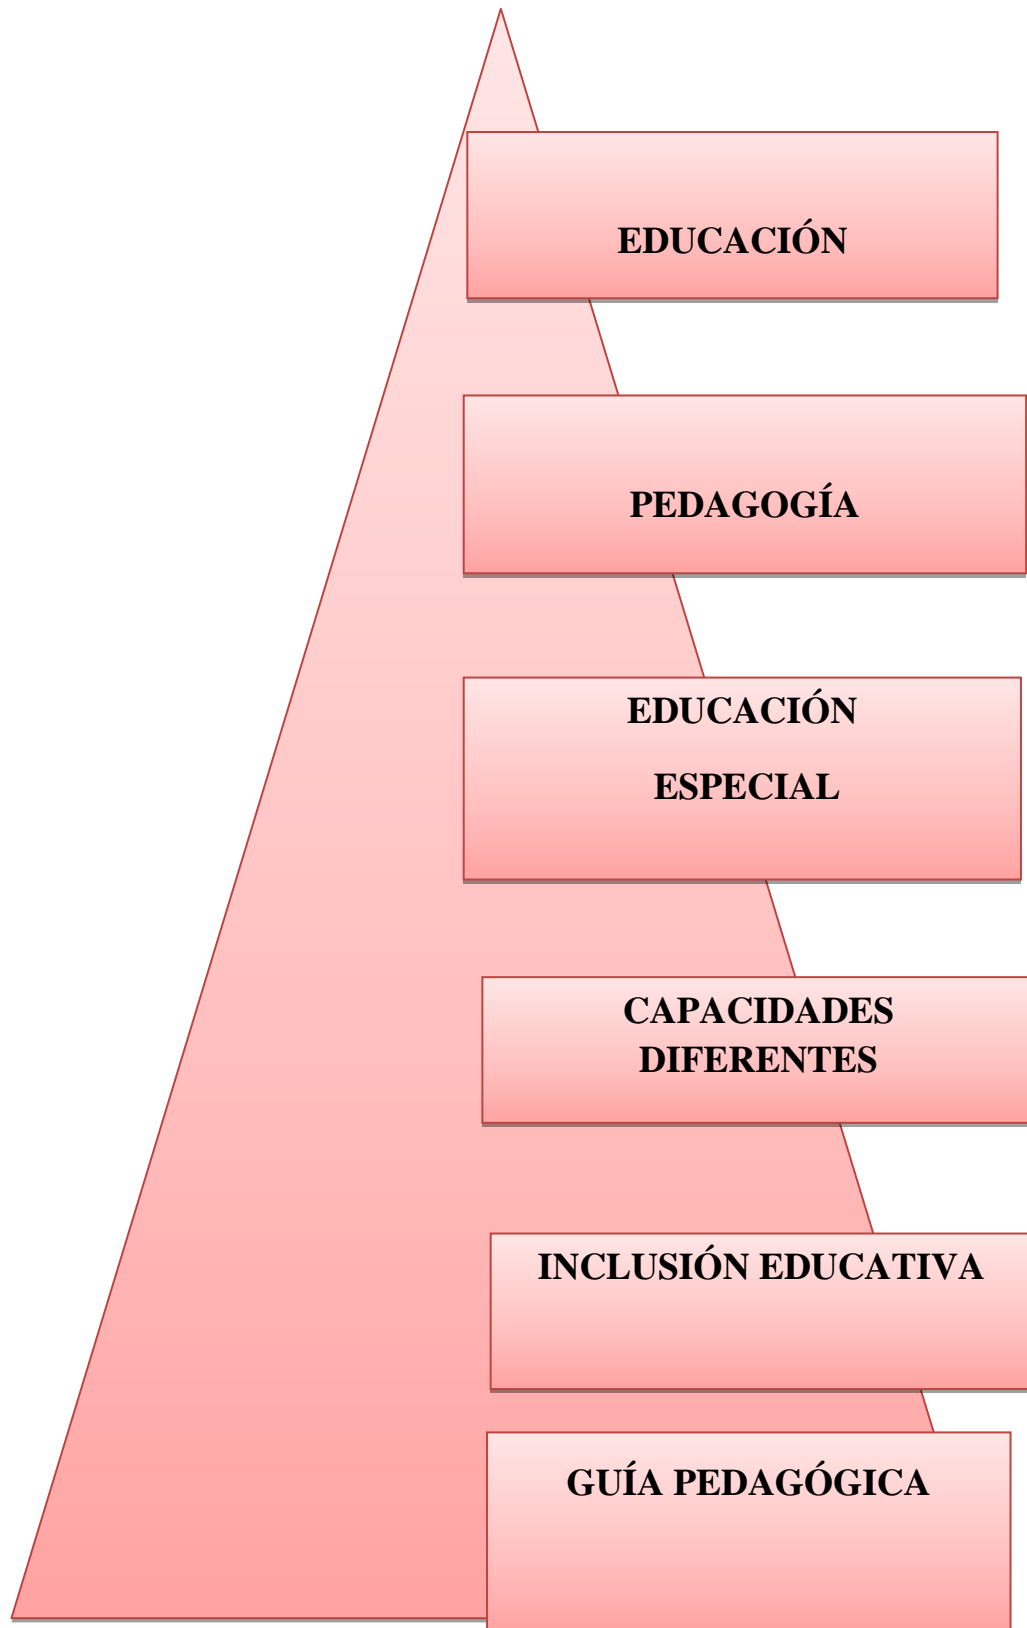 EDUCACIÓN
PEDAGOGÍA
EDUCACIÓN
ESPECIAL
CAPACIDADES
DIFERENTES
INCLUSIÓN EDUCATIVA
GUÍA PEDAGÓGICA